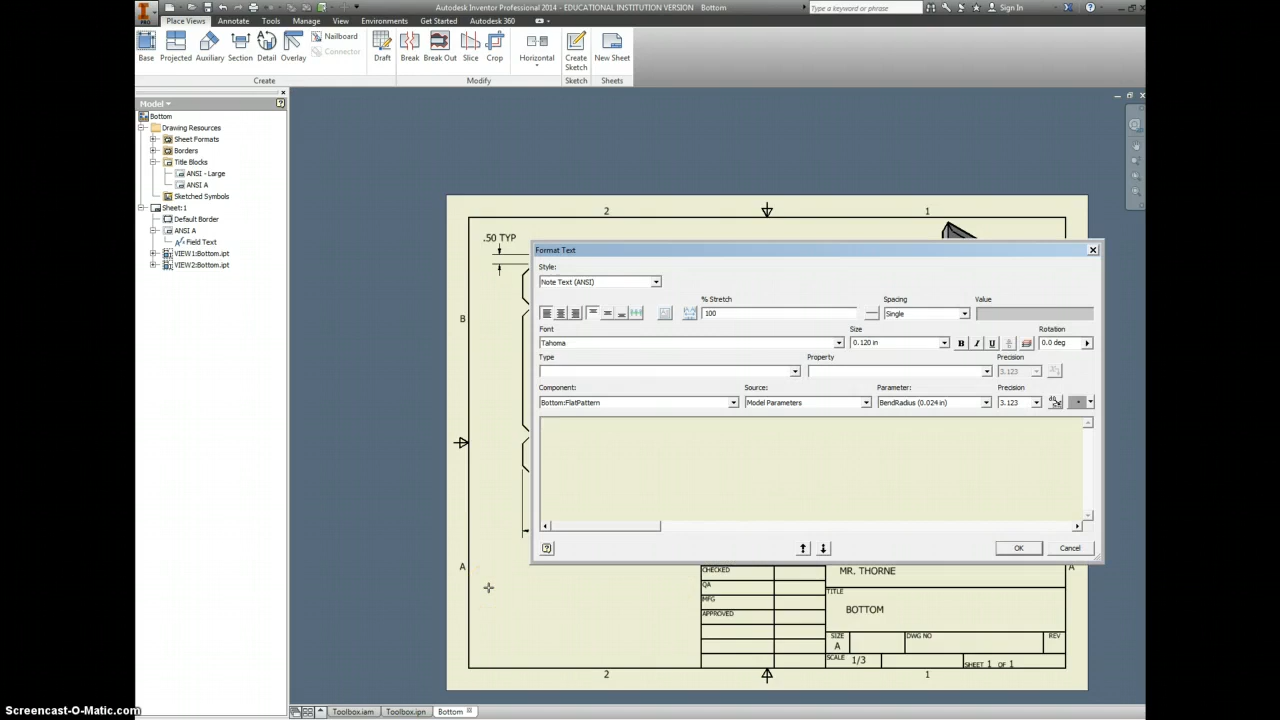 Autodesk Inventor Professional 2014 - EDUCATIONAL INSTITUTION VERSION Bottom
Type a keyword or phrase
Sign In
PRO
Place Views Annotate Tools Manage View Environments Get Started Autodesk 360
Base Projected Auxiliary Section Detail Overlay
Nailboard
Connector
Draft Break Break Out Slice Crop Horizontal
Create
Sketch
New Sheet
Create Modify Sketch Sheets
Model
Bottom
Drawing Resources
Sheet Formats
Borders
Title Blocks
ANSI - Large
ANSI A
Sketched Symbols
Sheet:1
Default Border
ANSI A
Field Text
VIEW1:Bottom.ipt
VIEW2:Bottom.ipt
2 1
.50 TYP
B
A A
Format Text
Style:
Note Text (ANSI)
% Stretch Spacing Value
100 Single
Font Size Rotation
Tahoma 0.120 in B I U 0.0 deg
Type Property Precision
3.123
Component: Source: Parameter: Precision
Bottom:FlatPattern Model Parameters BendRadius (0.024 in) 3.123
OK Cancel
CHECKED
QA
MFG
APPROVED
MR. THORNE
TITLE
BOTTOM
SIZE DWG NO REV
A
SCALE 1/3
SHEET 1 OF 1
2 1
Toolbox.iam Toolbox.ipn Bottom
Screencast-O-Matic.com